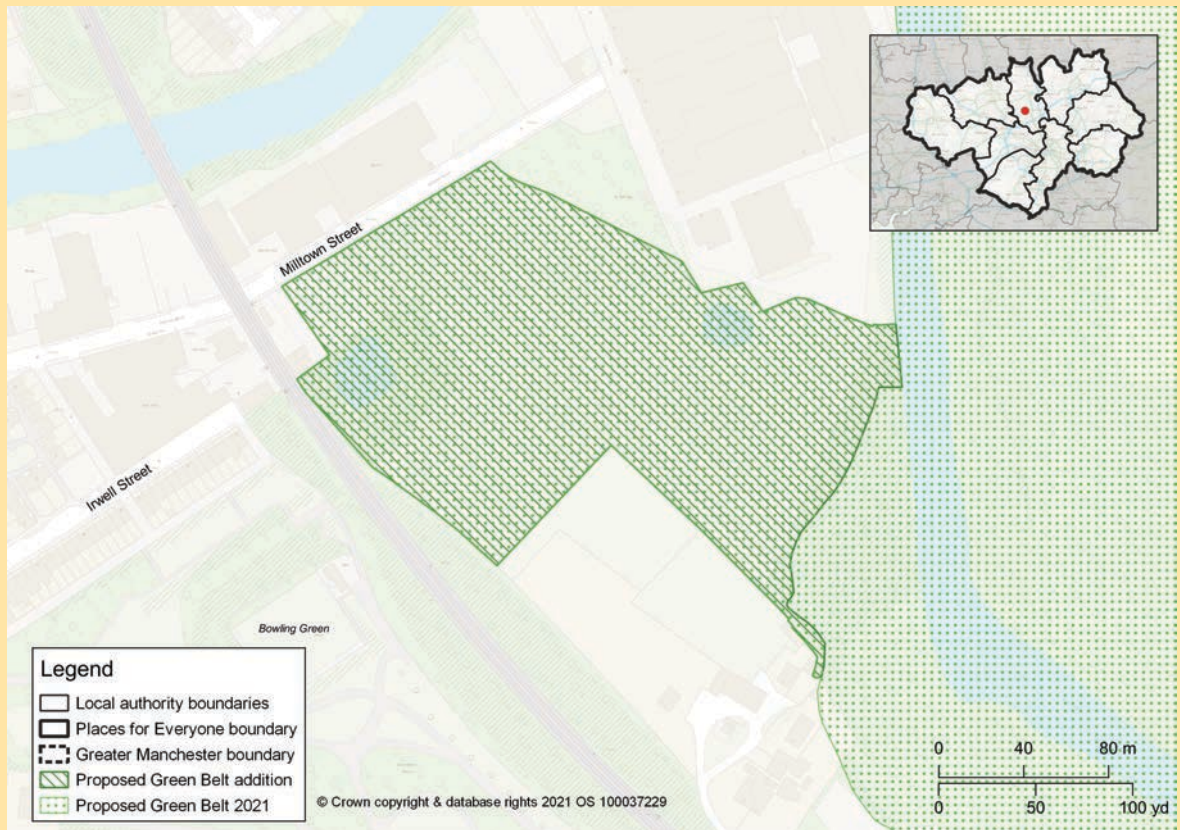 Milltown Street
Irwell Street
Bowling Green
Legend
Local authority boundaries
Places for Everyone boundary
Greater Manchester boundary
Proposed Green Belt addition
Proposed Green Belt 2021
© Crown copyright & database rights 2021 OS 100037229
0 40 80 m
0 50 100 yd